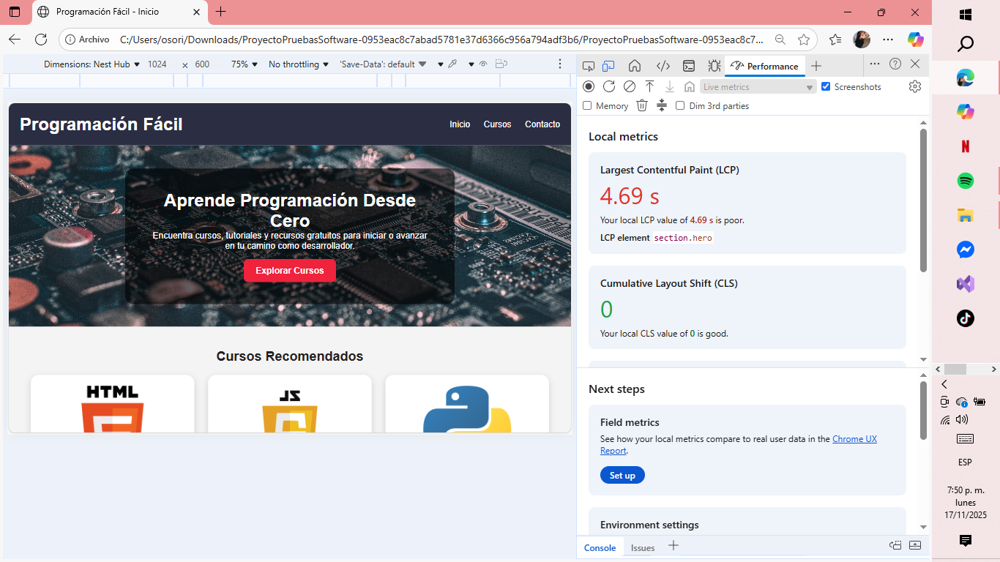 Programación Fácil - Inicio
Archivo
C:/Users/osori/Downloads/ProyectoPruebasSoftware-0953eac8c7abad5781e37d6366c956a794adf3b6/ProyectoPruebasSoftware-0953eac8c7...
Dimensions: Nest Hub 1024 × 600 75% No throttling 'Save-Data': default
Programación Fácil
Inicio Cursos Contacto
Aprende Programación Desde
Cero
Encuentra cursos, tutoriales y recursos gratuitos para iniciar o avanzar
en tu camino como desarrollador.
Explorar Cursos
Cursos Recomendados
HTML
JS
Performance
Live metrics
Screenshots
Memory
Dim 3rd parties
Local metrics
Largest Contentful Paint (LCP)
4.69 s
Your local LCP value of 4.69 s is poor.
LCP element section.hero
Cumulative Layout Shift (CLS)
0
Your local CLS value of 0 is good.
Next steps
Field metrics
See how your local metrics compare to real user data in the Chrome UX
Report.
Set up
Environment settings
Console Issues
ESP
7:50 p. m.
lunes
17/11/2025